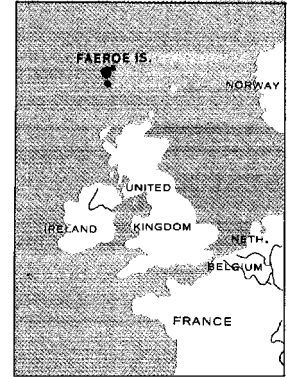 FAEROE IS.
NORWAY
UNITED
IRELAND
KINGDOM
NETH.
BELGIUM
FRANCE